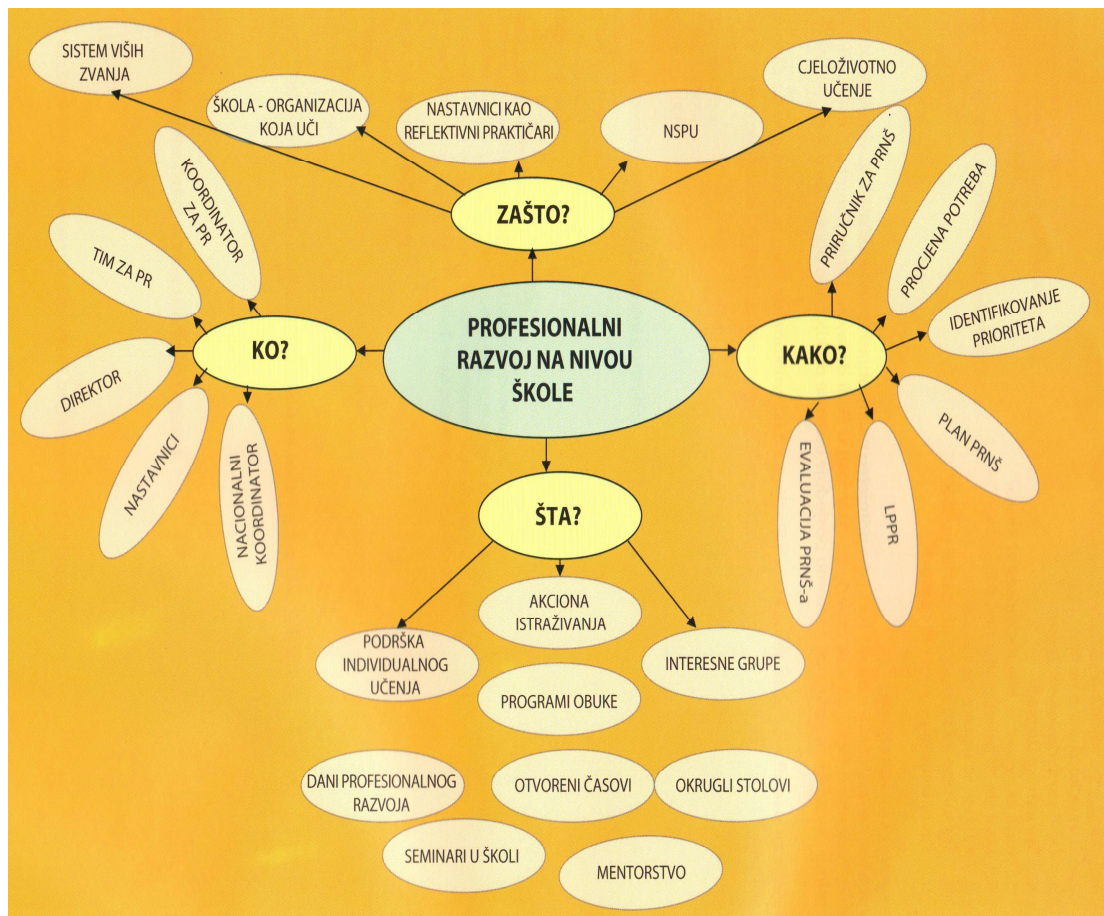 SISTEM VIŠIH
ZVANJA
ŠKOLA - ORGANIZACIJA
KOJA UČI
NASTAVNICI KAO
REFLEKTIVNI PRAKTIČARI
NSPU
CJELOŽIVOTNO
UČENJE
ZAŠTO?
KOORDINATOR
ZA PR
TIM ZA PR
KO?
DIREKTOR
NASTAVNICI
NACIONALNI
KOORDINATOR
PROFESIONALNI
RAZVOJ NA NIVOU
ŠKOLE
KAKO?
PRIRUČNIK ZA PRNŠ
PROCJENA POTREBA
IDENTIFIKOVANJE
PRIORITETA
PLAN PRNŠ
LPPR
EVALUACIJA PRNŠ-a
ŠTA?
PODRŠKA
INDIVIDUALNOG
UČENJA
AKCIONA
ISTRAŽIVANJA
INTERESNE GRUPE
PROGRAMI OBUKE
DANI PROFESIONALNOG
RAZVOJA
OTVORENI ČASOVI
OKRUGLI STOLOVI
SEMINARI U ŠKOLI
MENTORSTVO